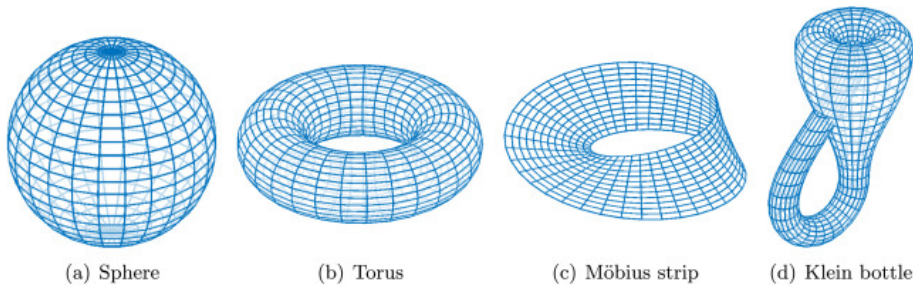 (a) Sphere
(b) Torus
(c) Möbius strip
(d) Klein bottle